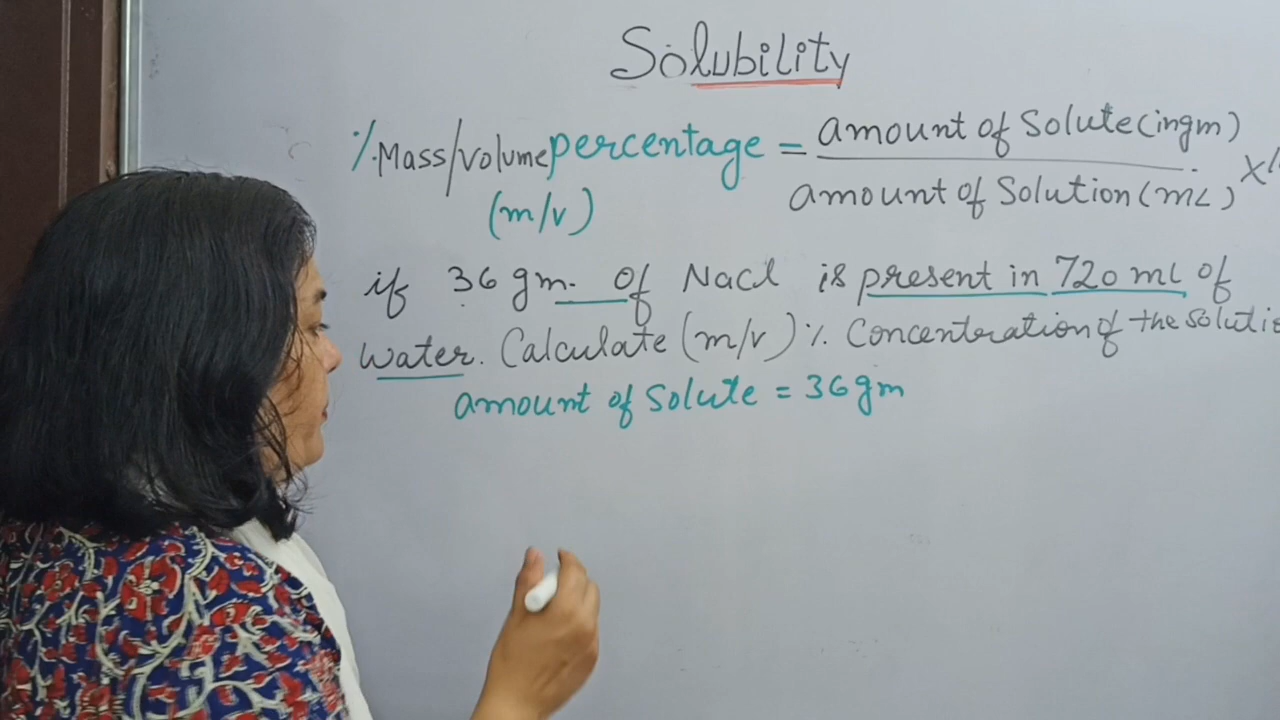 Solubility
% Mass/volume percentage = amount of Solute (in gm)
amount of Solution (mL) ×
(m/v)
if 36 gm. of NaCl is present in 720 ml of
water. Calculate (m/v) % Concentration of the
amount of Solute = 36 gm